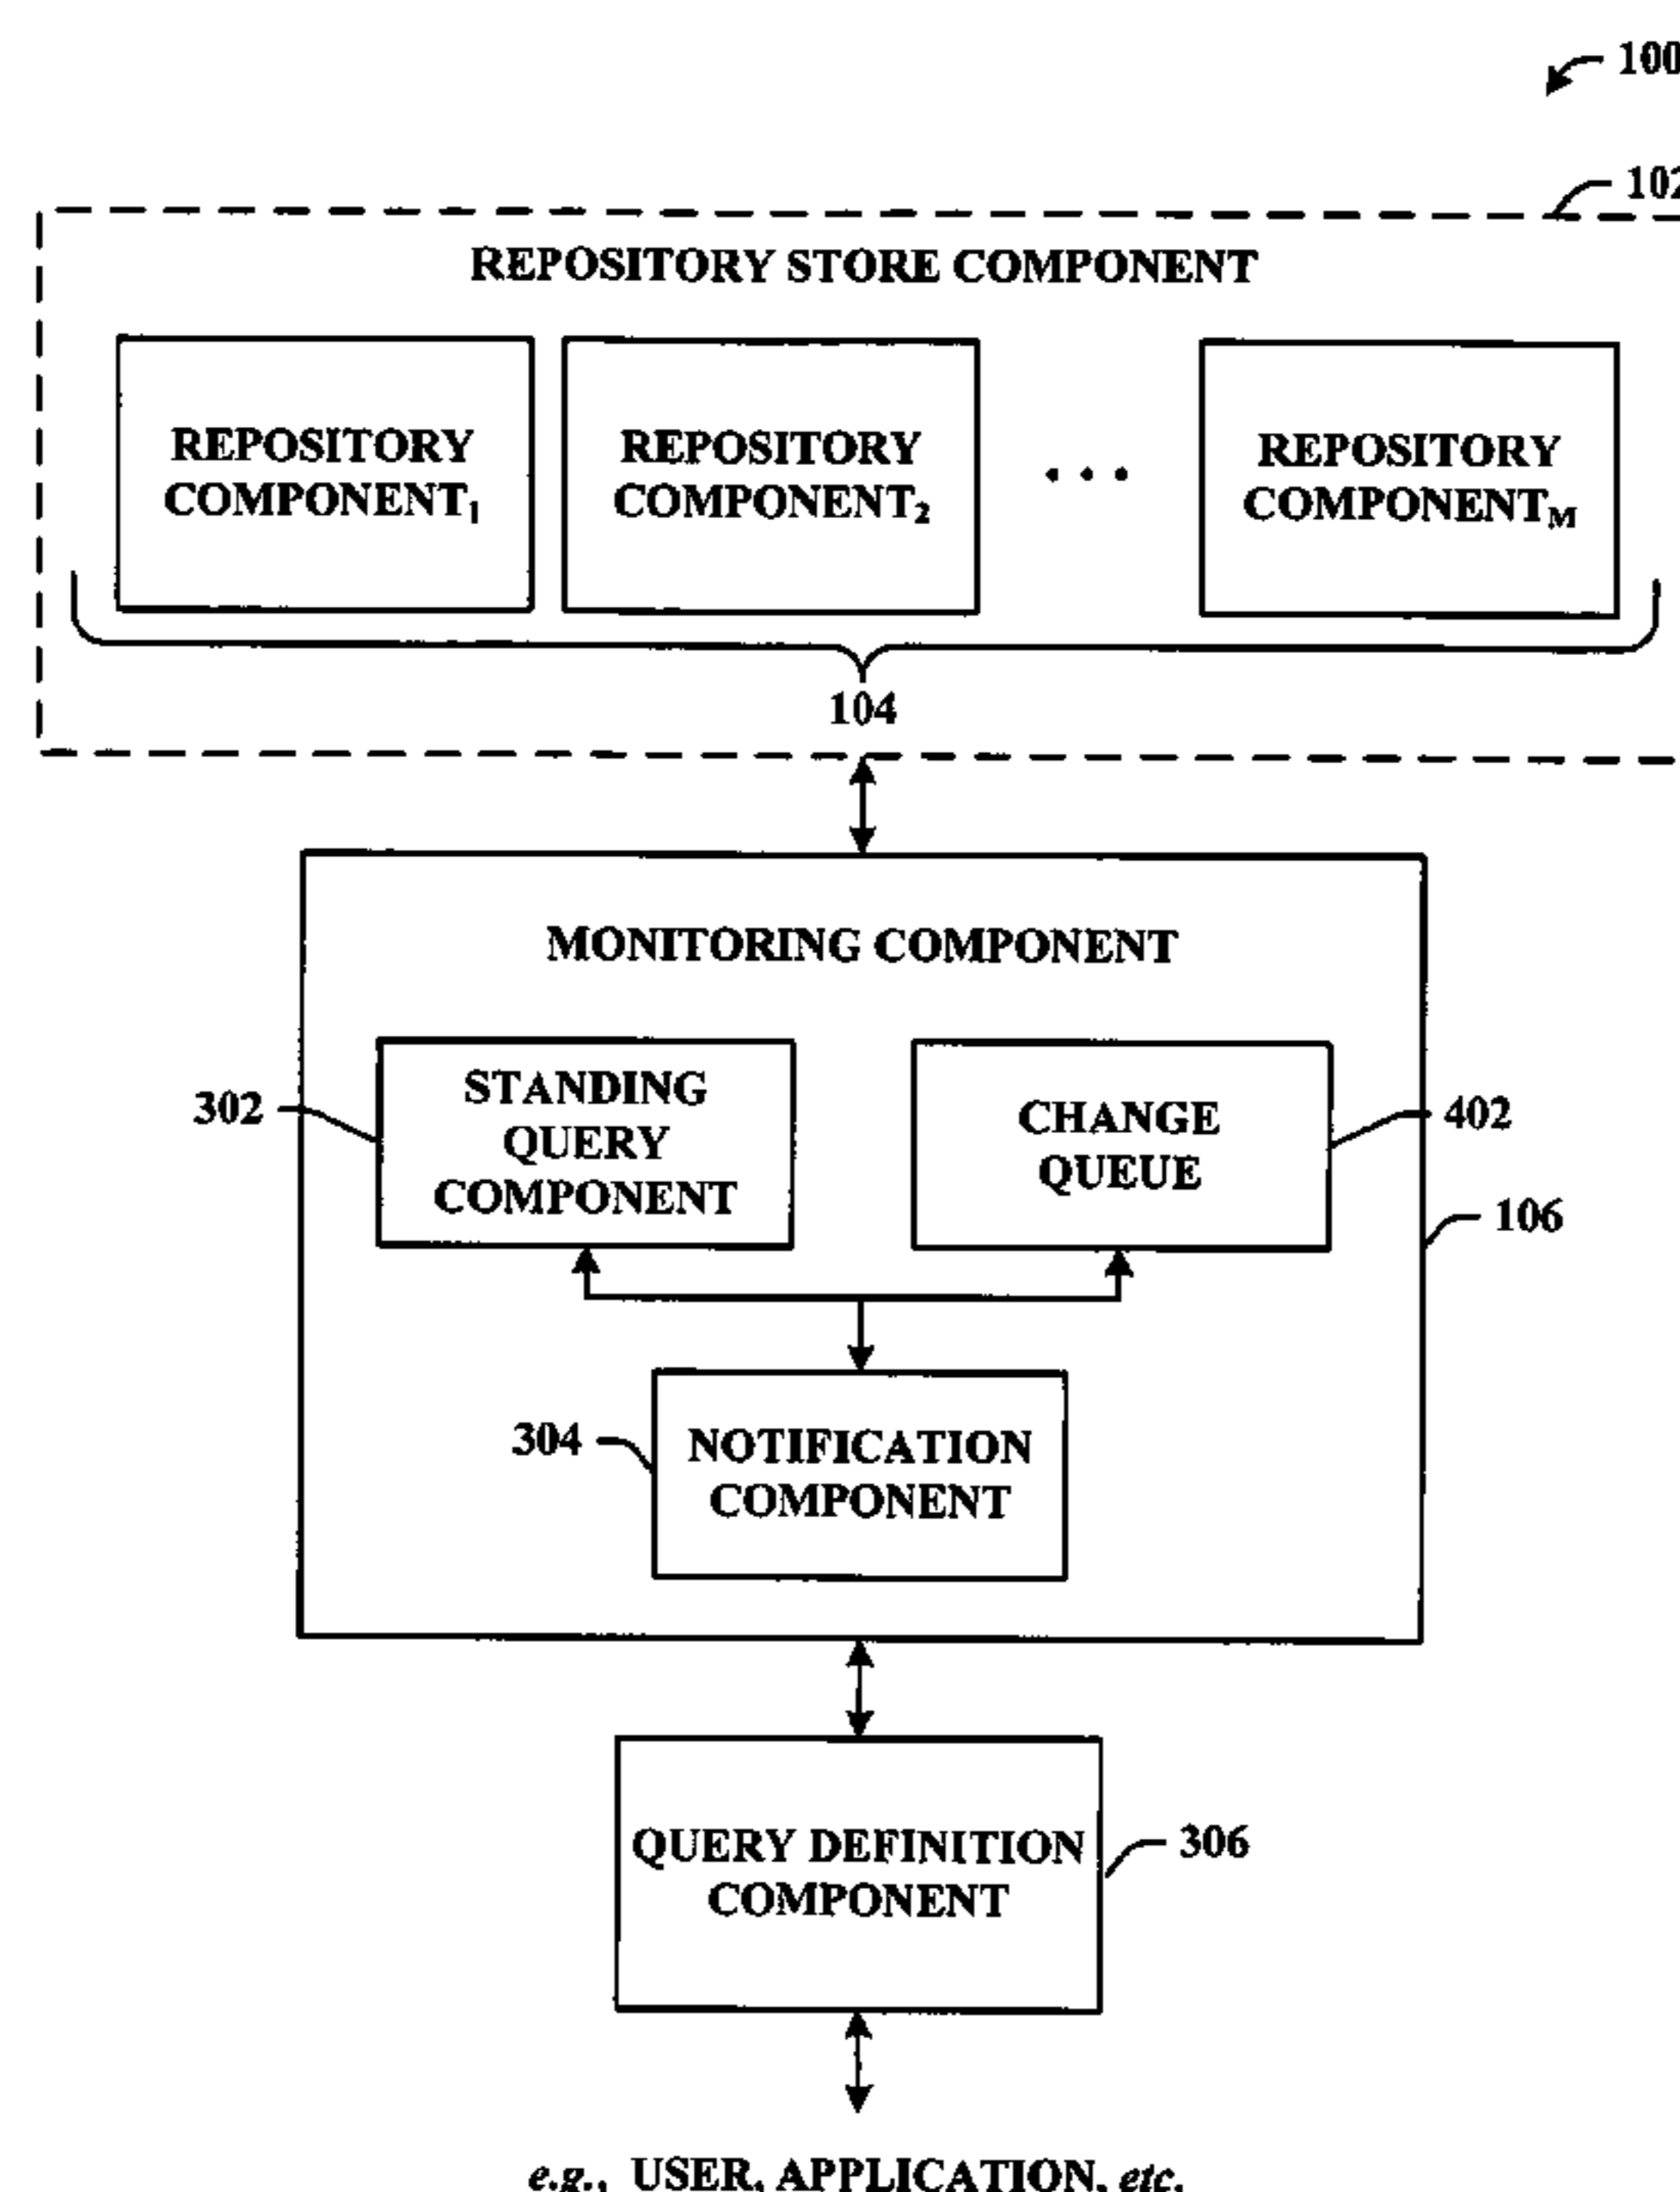 100
102
REPOSITORY STORE COMPONENT
REPOSITORY
COMPONENT1
REPOSITORY
COMPONENT2
• • •
REPOSITORY
COMPONENTM
104
MONITORING COMPONENT
302
STANDING
QUERY
COMPONENT
CHANGE
QUEUE
402
106
304
NOTIFICATION
COMPONENT
QUERY DEFINITION
COMPONENT
306
e.g., USER, APPLICATION, etc.